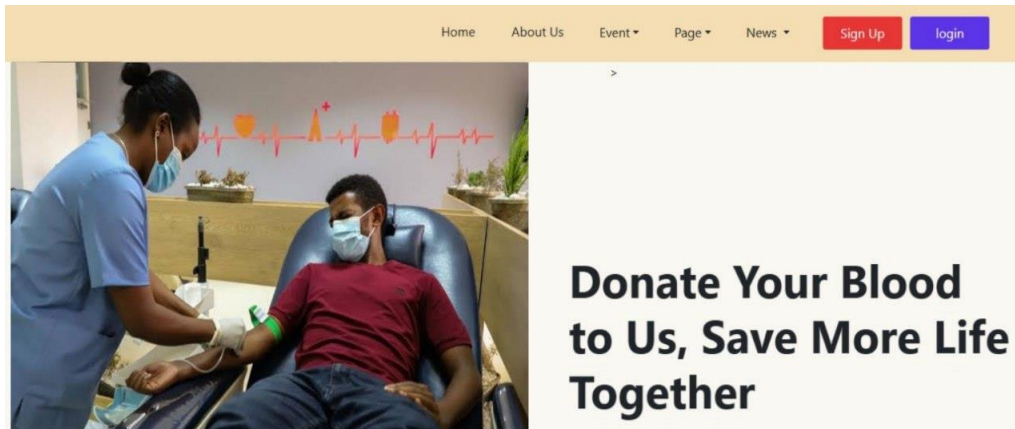 Home About Us Event Page News Sign Up login
>
Donate Your Blood
to Us, Save More Life
Together